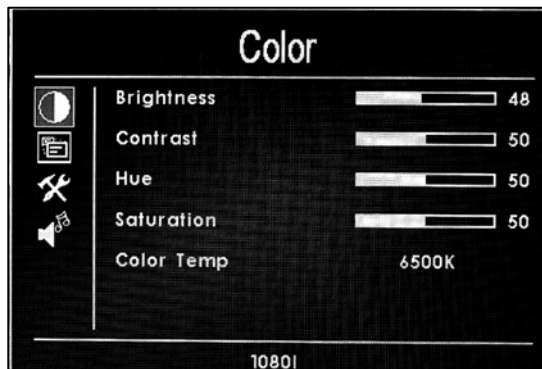 Color
Brightness 48
Contrast 50
Hue 50
Saturation 50
Color Temp 6500K
1080I